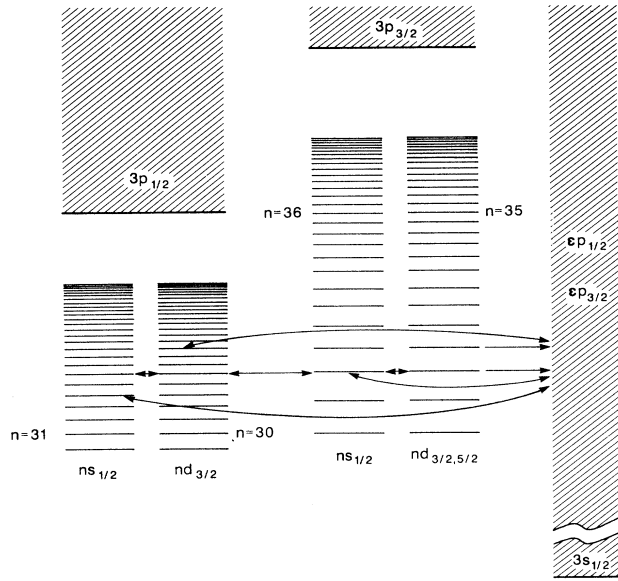 3p3/2
3p1/2
n=36
n=35
εp1/2
εp3/2
n=31
n=30
ns1/2
nd3/2
ns1/2
nd3/2,5/2
3s1/2